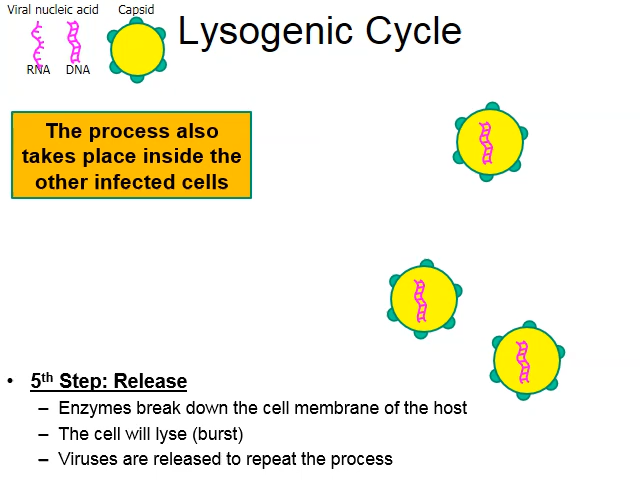 Viral nucleic acid Capsid
RNA DNA
Lysogenic Cycle
The process also
takes place inside the
other infected cells
• 5th Step: Release
– Enzymes break down the cell membrane of the host
– The cell will lyse (burst)
– Viruses are released to repeat the process